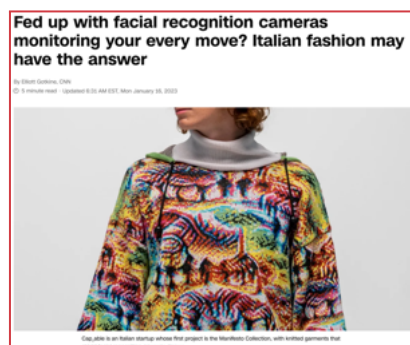 Fed up with facial recognition cameras
monitoring your every move? Italian fashion may
have the answer
By Elliott Gotkine, CNN
5 minute read · Updated 6:31 AM EST, Mon January 16, 2023
Cap_able is an Italian startup whose first project is the Manifesto Collection, with knitted garments that